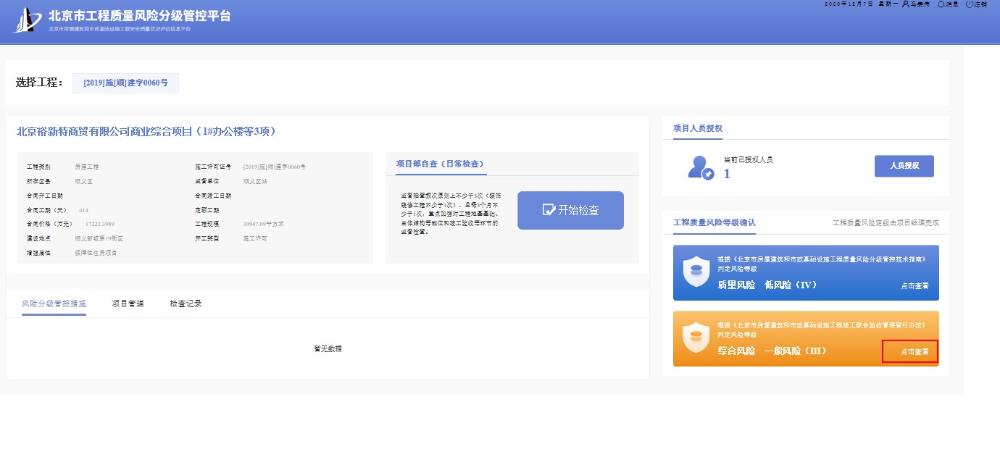 2020年12月7日 星期一 马景伟 消息 注销
北京市工程质量风险分级管控平台
北京市房屋建筑和市政基础设施工程安全质量状况评估信息平台
选择工程：
[2019]施[顺]建字0060号
北京裕新特商贸有限公司商业综合项目（1#办公楼等3项）
工程类别 房建工程 施工许可证号 [2019]施[顺]建字0060号
所在区县 顺义区 监督单位 顺义区站
合同开工日期 合同竣工日期
合同工期（天） 614 定额工期
合同价格（万元） 17222.3989 工程规模 39947.09平方米
建设地点 顺义新城第19街区 开工类型 施工许可
增强属性 保障性住房项目
项目部自查（日常检查）
监督抽查频次原则上不少于3次（装饰
装修工程不少于1次），且每3个月不
少于1次，重点加强对工程地基基础、
主体结构等部位和竣工验收等环节的
监督检查。
开始检查
风险分级管控措施 项目管理 检查记录
暂无数据
项目人员授权
当前已授权人员
1
人员授权
工程质量风险等级确认 工程质量风险定级由项目经理完成
根据《北京市房屋建筑和市政基础设施工程质量风险分级管控技术指南》
判定风险等级
质量风险 低风险（IV） 点击查看
根据《北京市房屋建筑和市政基础设施工程竣工联合验收管理暂行办法》
判定风险等级
综合风险 一般风险（III） 点击查看